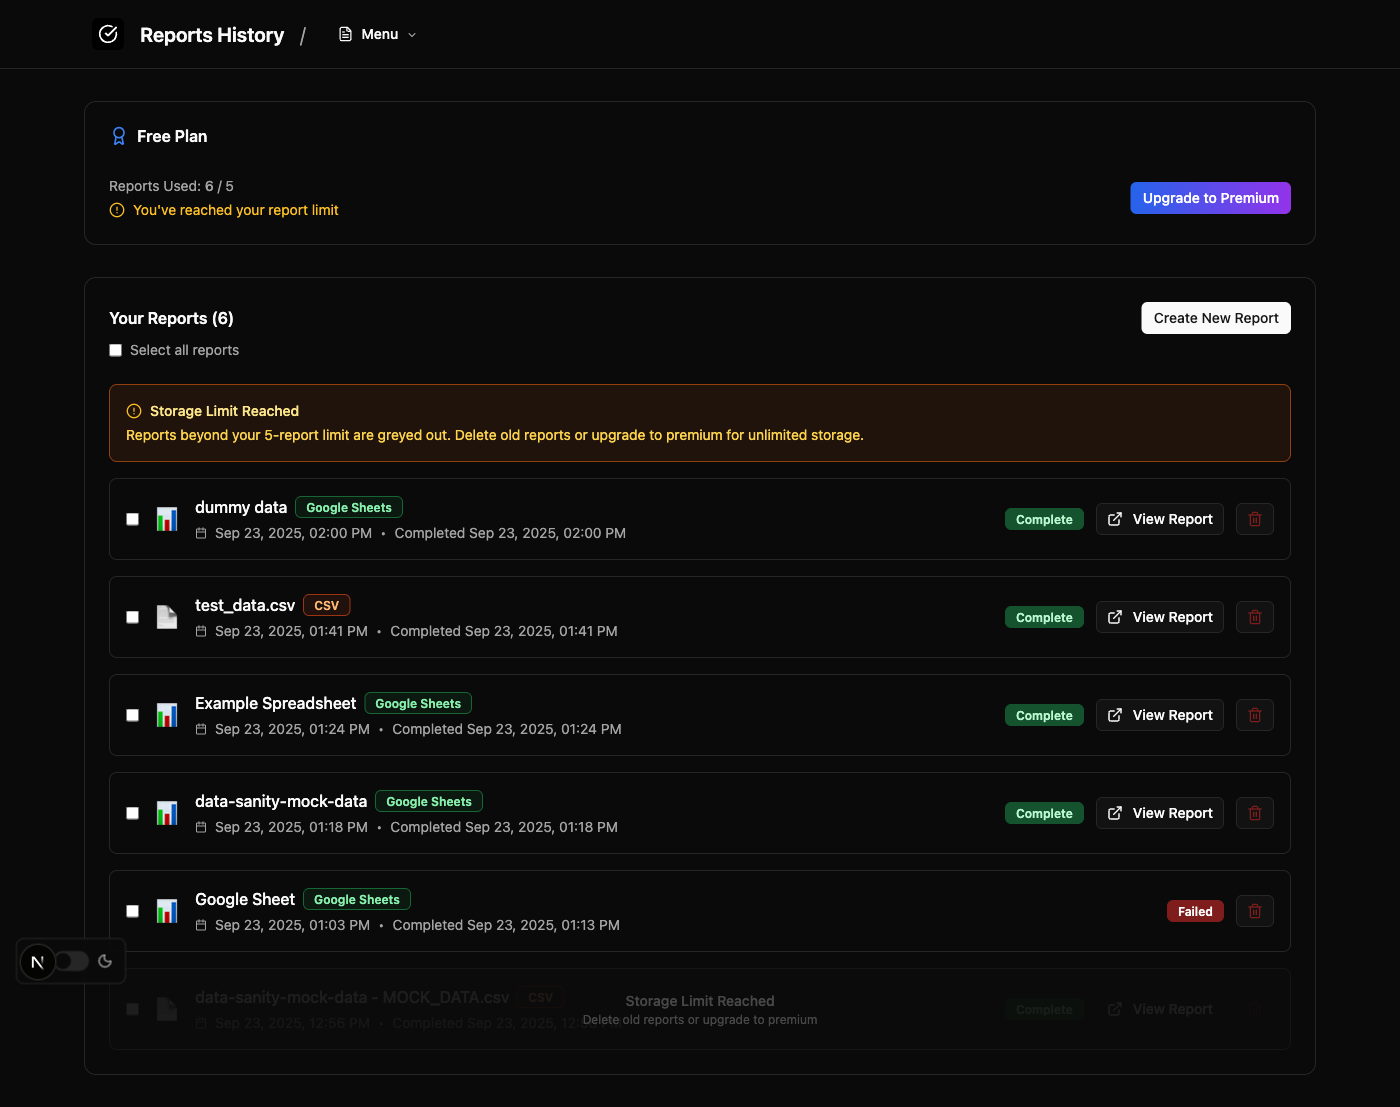 Reports History / Menu
Free Plan
Reports Used: 6 / 5
You've reached your report limit
Upgrade to Premium
Your Reports (6)
Create New Report
Select all reports
Storage Limit Reached
Reports beyond your 5-report limit are greyed out. Delete old reports or upgrade to premium for unlimited storage.
dummy data Google Sheets
Sep 23, 2025, 02:00 PM • Completed Sep 23, 2025, 02:00 PM
Complete View Report
test_data.csv CSV
Sep 23, 2025, 01:41 PM • Completed Sep 23, 2025, 01:41 PM
Complete View Report
Example Spreadsheet Google Sheets
Sep 23, 2025, 01:24 PM • Completed Sep 23, 2025, 01:24 PM
Complete View Report
data-sanity-mock-data Google Sheets
Sep 23, 2025, 01:18 PM • Completed Sep 23, 2025, 01:18 PM
Complete View Report
Google Sheet Google Sheets
Sep 23, 2025, 01:03 PM • Completed Sep 23, 2025, 01:13 PM
Failed
N
data-sanity-mock-data - MOCK_DATA.csv CSV
Sep 23, 2025, 12:56 PM • Completed Sep 23, 2025,
Storage Limit Reached
Delete old reports or upgrade to premium
Complete View Report